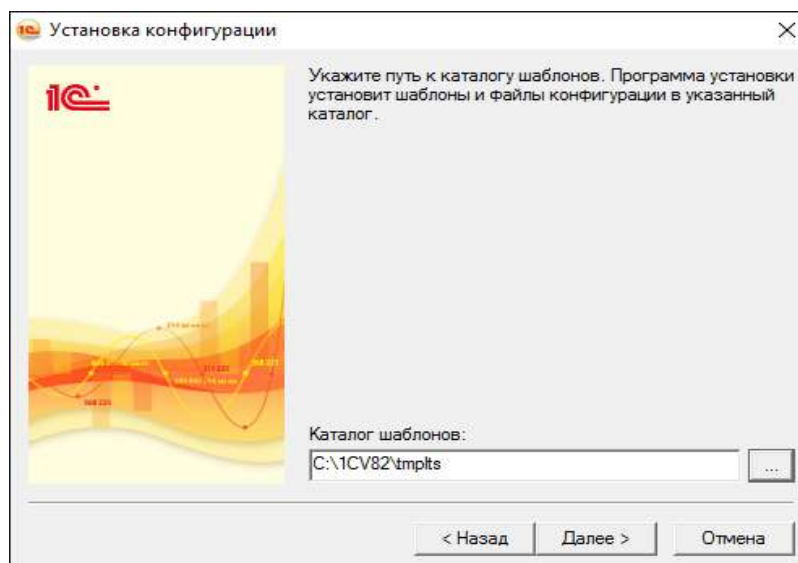 Установка конфигурации
1С
Укажите путь к каталогу шаблонов. Программа установки
установит шаблоны и файлы конфигурации в указанный
каталог.
Каталог шаблонов:
C:\1CV82\tmplts
...
< Назад
Далее >
Отмена